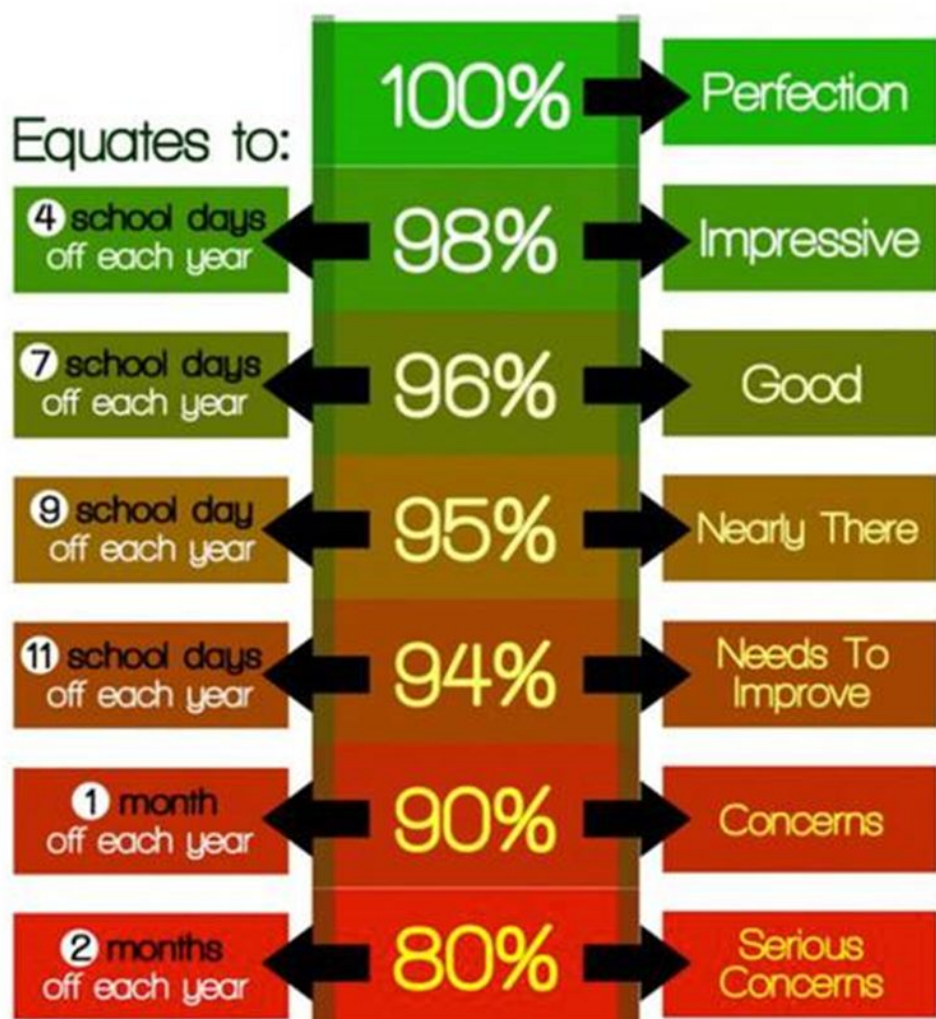 100%
Perfection
Equates to:
4 school days
off each year
98%
Impressive
7 school days
off each year
96%
Good
9 school day
off each year
95%
Nearly There
11 school days
off each year
94%
Needs To
Improve
1 month
off each year
90%
Concerns
2 months
off each year
80%
Serious
Concerns